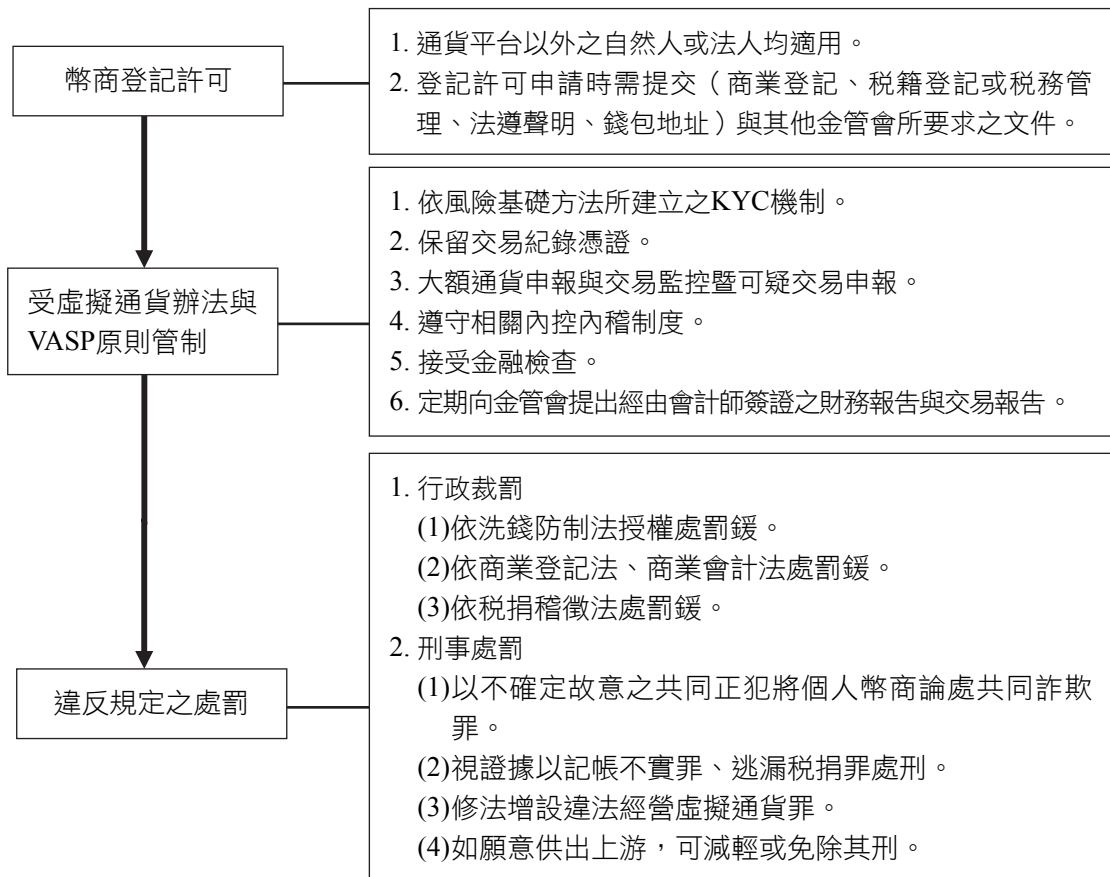 幣商登記許可
1. 通貨平台以外之自然人或法人均適用。
2. 登記許可申請時需提交（商業登記、稅籍登記或稅務管
理、法遵聲明、錢包地址）與其他金管會所要求之文件。
受虛擬通貨辦法與
VASP原則管制
1. 依風險基礎方法所建立之KYC機制。
2. 保留交易紀錄憑證。
3. 大額通貨申報與交易監控暨可疑交易申報。
4. 遵守相關內控內稽制度。
5. 接受金融檢查。
6. 定期向金管會提出經由會計師簽證之財務報告與交易報告。
違反規定之處罰
1. 行政裁罰
(1)依洗錢防制法授權處罰鍰。
(2)依商業登記法、商業會計法處罰鍰。
(3)依稅捐稽徵法處罰鍰。
2. 刑事處罰
(1)以不確定故意之共同正犯將個人幣商論處共同詐欺
罪。
(2)視證據以記帳不實罪、逃漏稅捐罪處刑。
(3)修法增設違法經營虛擬通貨罪。
(4)如願意供出上游，可減輕或免除其刑。